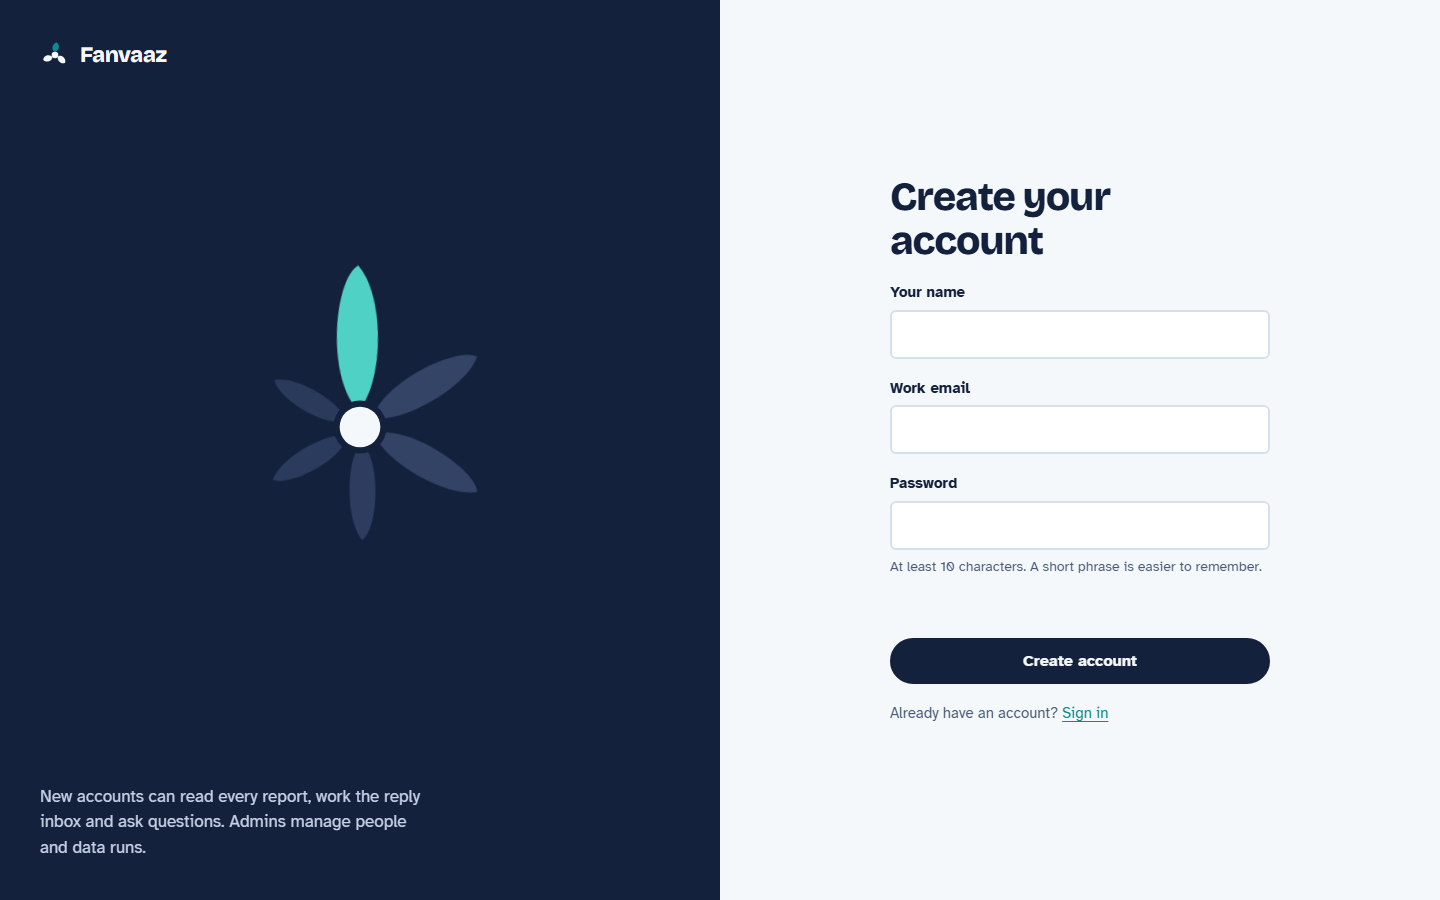 Fanvaaz
New accounts can read every report, work the reply
inbox and ask questions. Admins manage people
and data runs.
Create your
account
Your name
Work email
Password
At least 10 characters. A short phrase is easier to remember.
Create account
Already have an account? Sign in